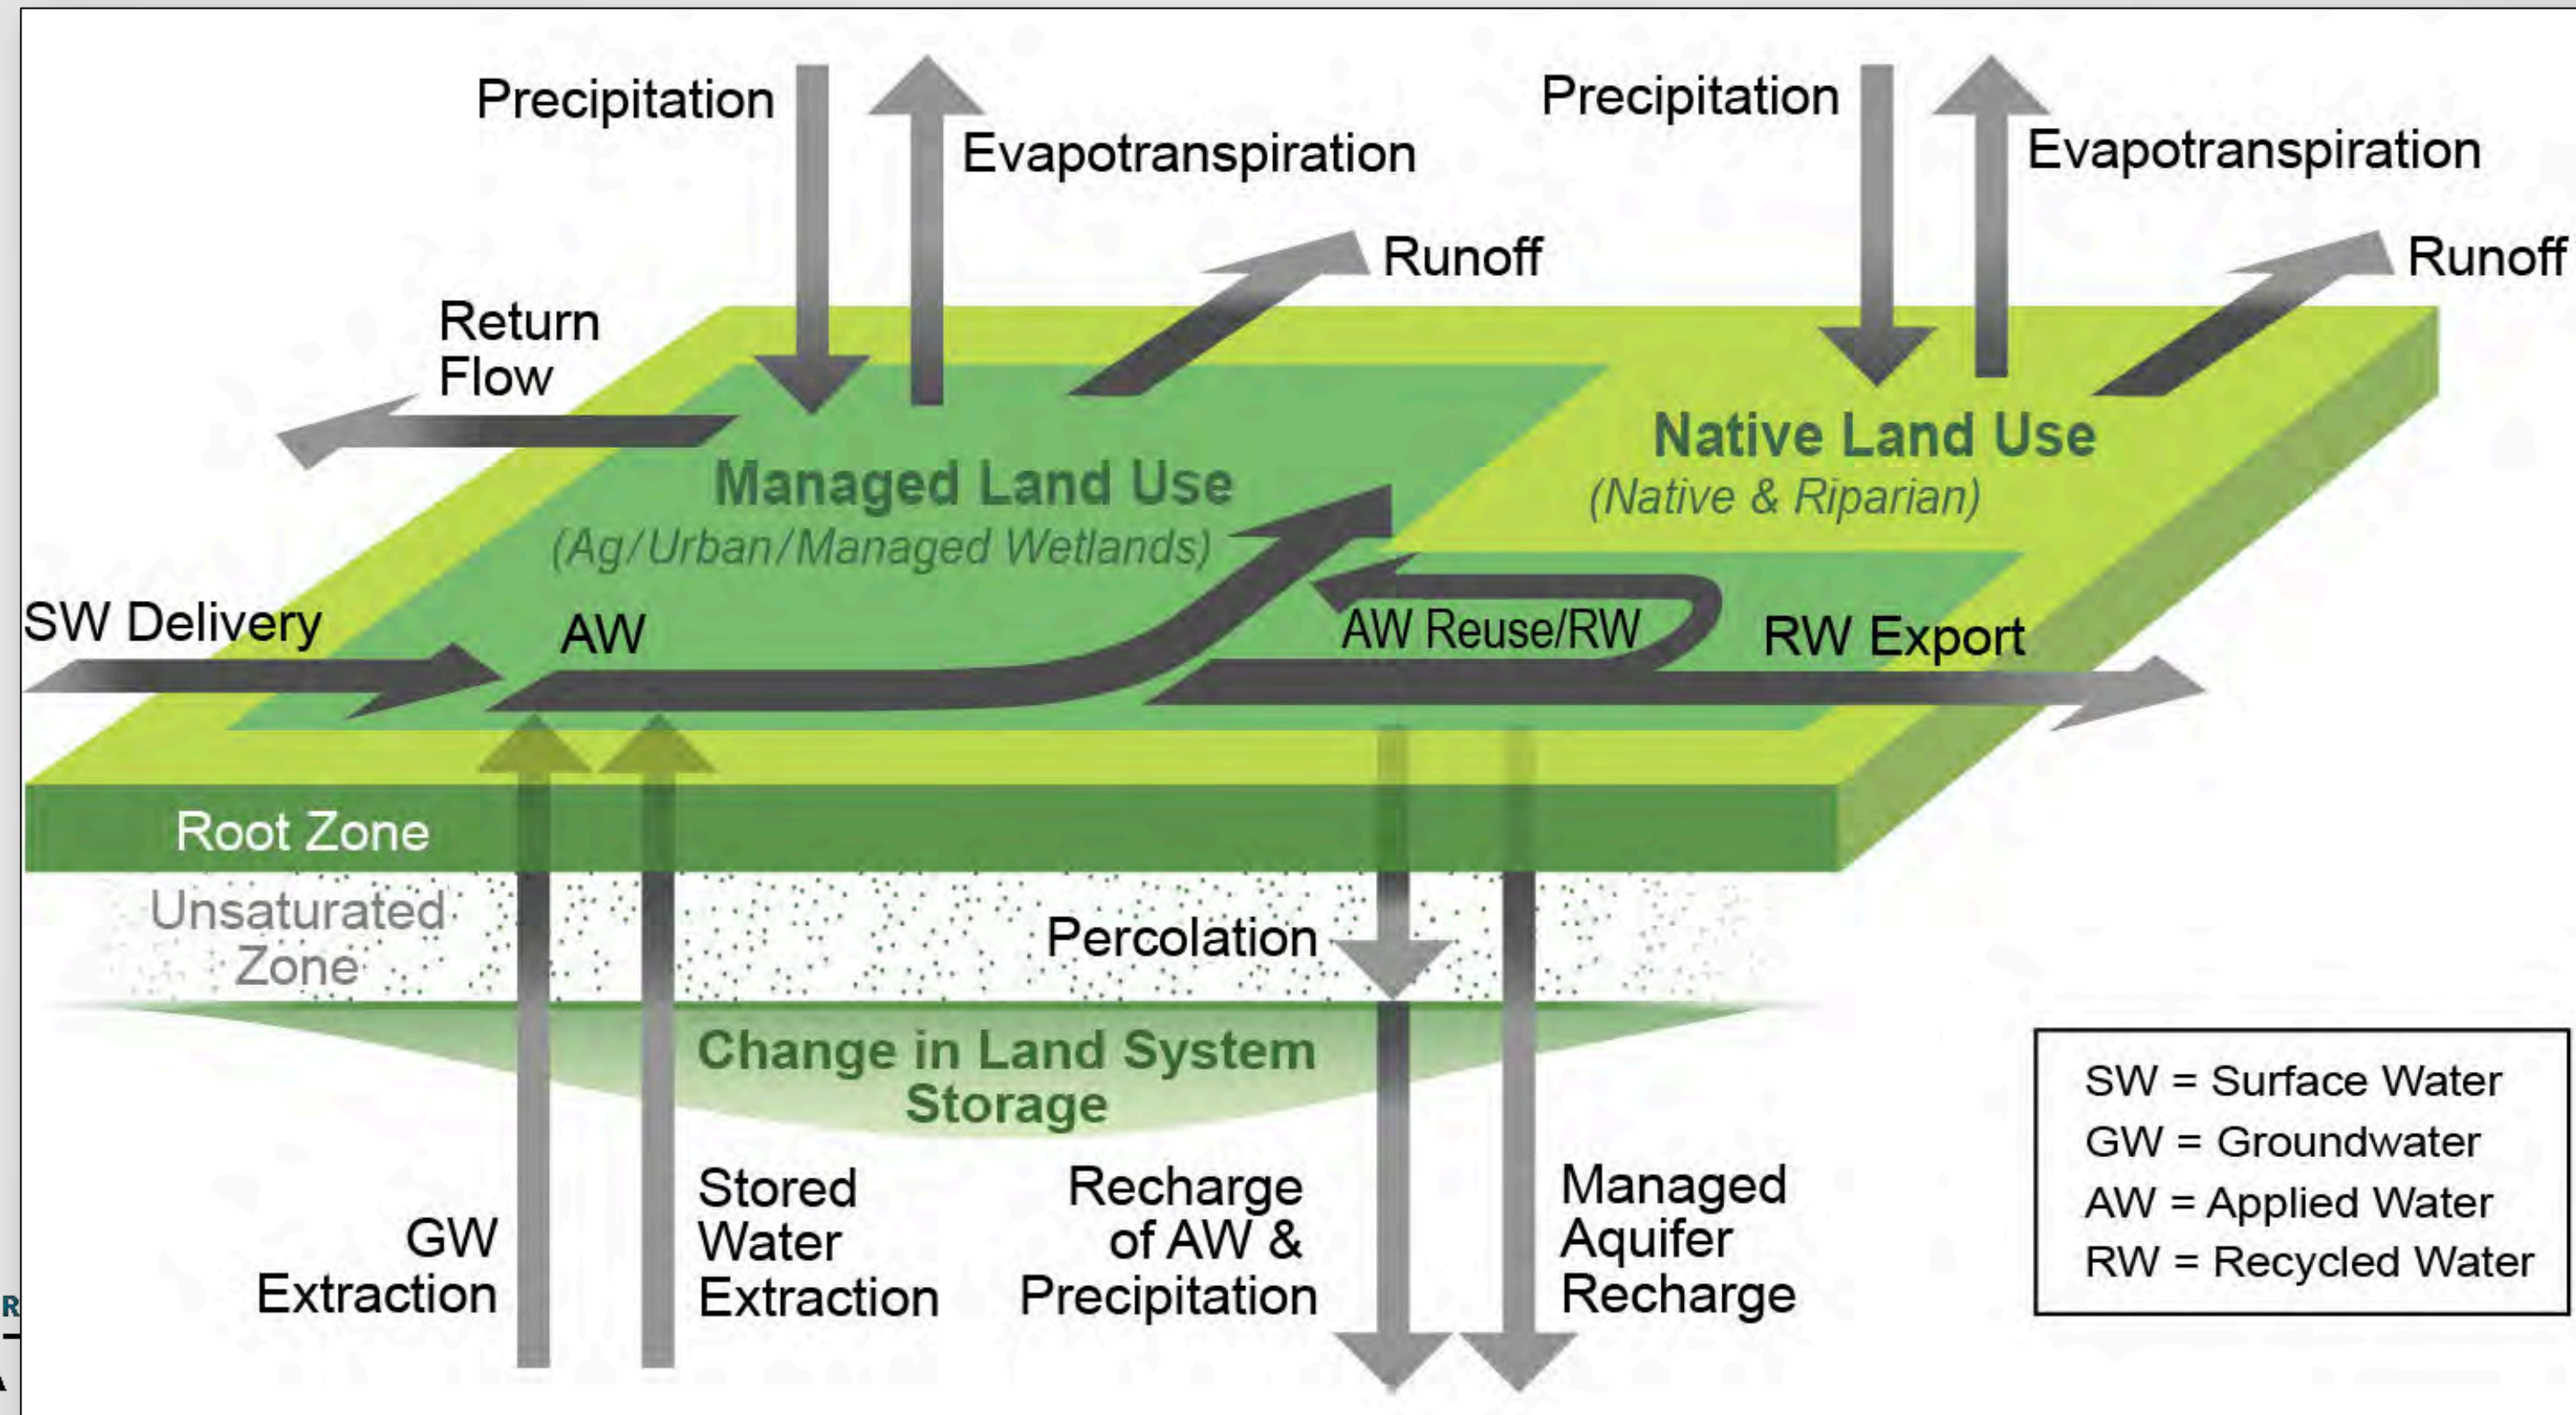 Precipitation
Evapotranspiration
Runoff
Precipitation
Evapotranspiration
Runoff
Return
Flow
Managed Land Use
(Ag/Urban/Managed Wetlands)
Native Land Use
(Native & Riparian)
SW Delivery
AW
AW Reuse/RW
RW Export
Root Zone
Unsaturated
Zone
Percolation
Change in Land System
Storage
GW
Extraction
Stored
Water
Extraction
Recharge
of AW &
Precipitation
Managed
Aquifer
Recharge
SW = Surface Water
GW = Groundwater
AW = Applied Water
RW = Recycled Water
R